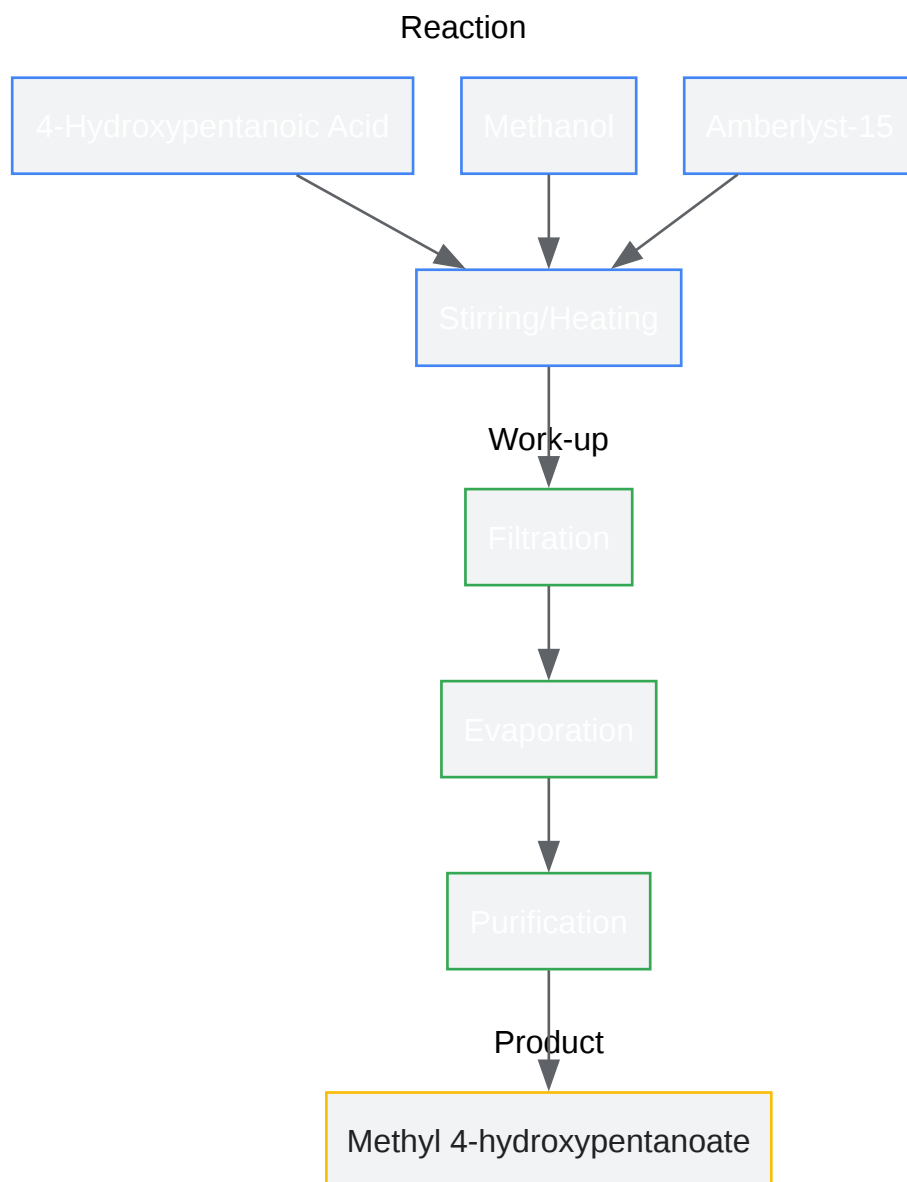 Reaction
4-Hydroxypentanoic Acid
Methanol
Amberlyst-15
Stirring/Heating
Work-up
Filtration
Evaporation
Purification
Product
Methyl 4-hydroxypentanoate